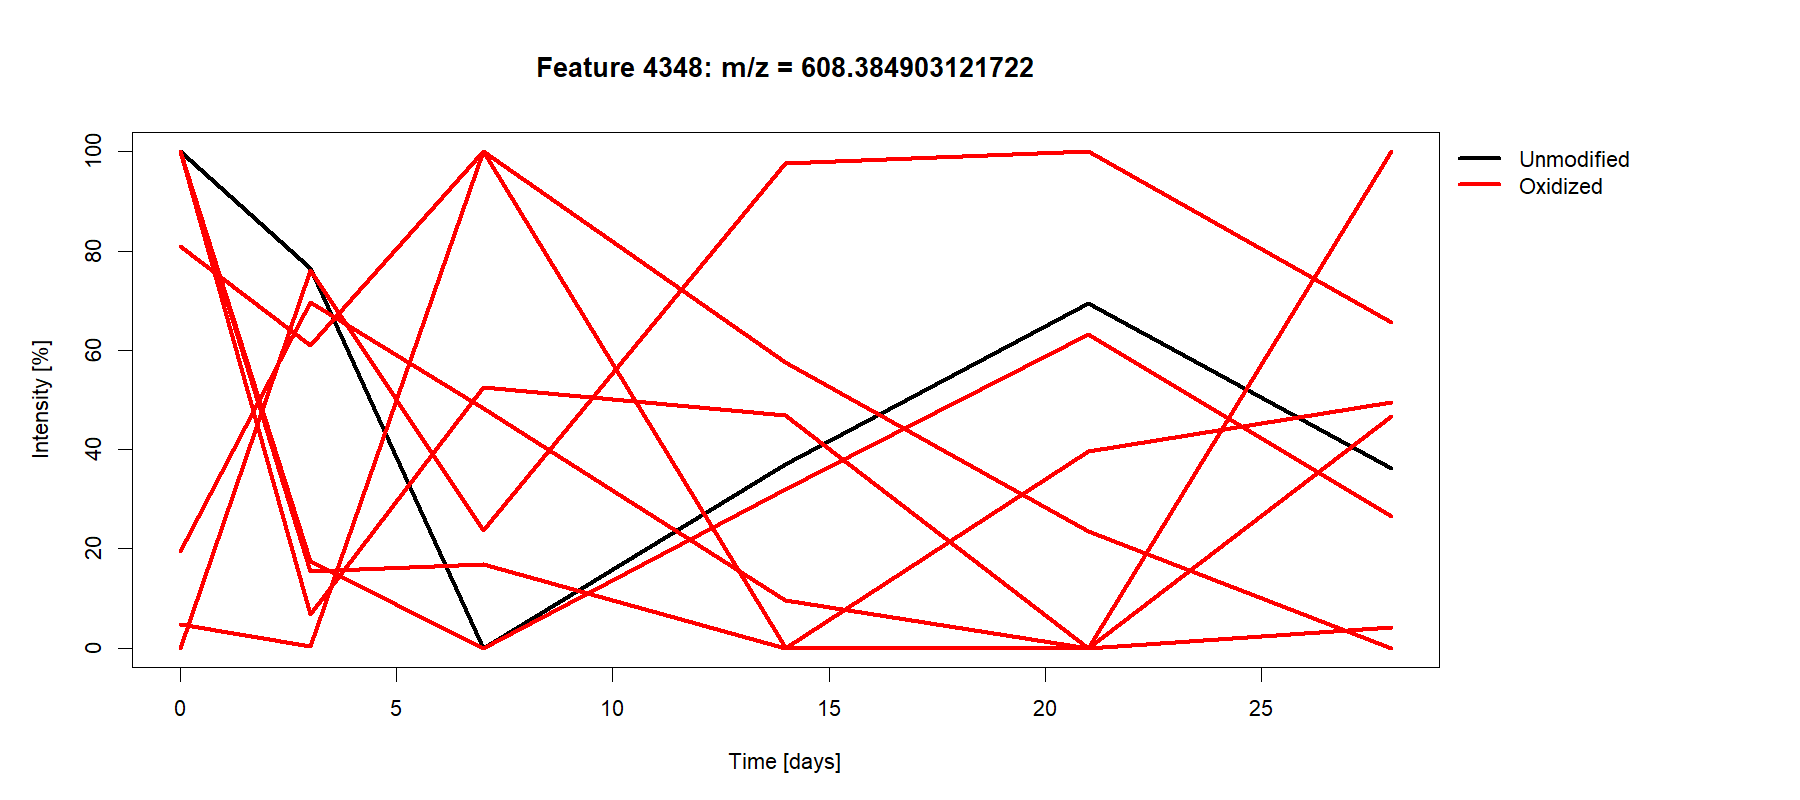 Feature 4348: m/z = 608.384903121722
Unmodified
Oxidized
Intensity [%]
100
80
60
40
20
0
0 5 10 15 20 25
Time [days]